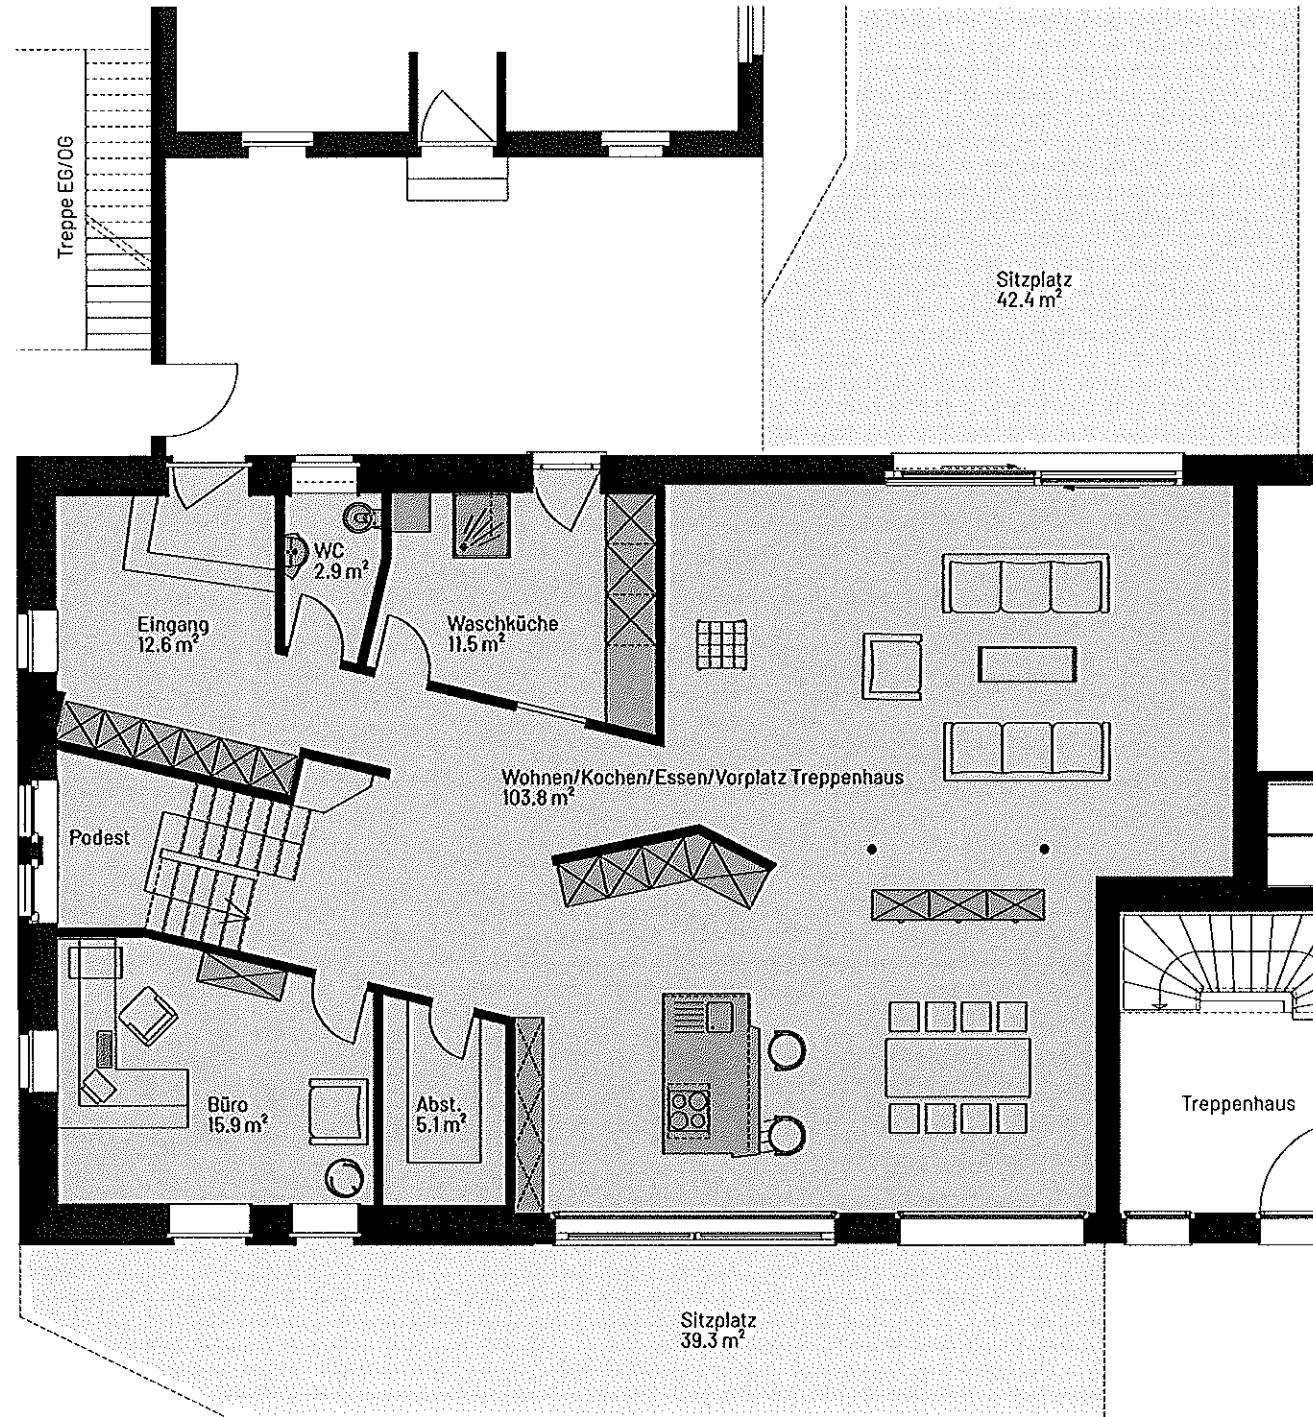 Treppe EG/OG
Sitzplatz
42.4 m²
WC
2.9 m²
Eingang
12.6 m²
Waschküche
11.5 m²
Wohnen/Kochen/Essen/Vorplatz Treppenhaus
103.8 m²
Podest
Büro
15.9 m²
Abst.
5.1 m²
Treppenhaus
Sitzplatz
39.3 m²